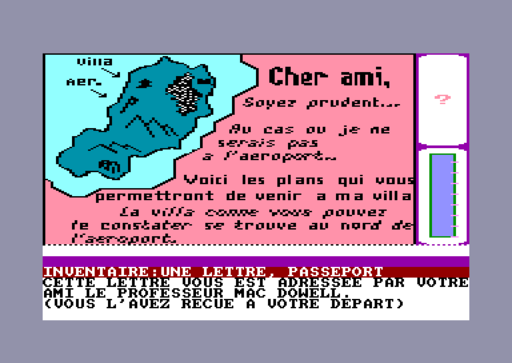 villa
Aer.
Cher ami,
Soyez prudent...
Au cas ou je ne
serais pas
a l'aeroport..
Voici les plans qui vous
permettront de venir a ma villa
La villa comme vous pouvez
le constater se trouve au nord de
l'aeroport.
?
INVENTAIRE:UNE LETTRE, PASSEPORT
CETTE LETTRE VOUS EST ADRESSEE PAR VOTRE
AMI LE PROFESSEUR MAC DOWELL.
(VOUS L'AVEZ RECUE A VOTRE DEPART)